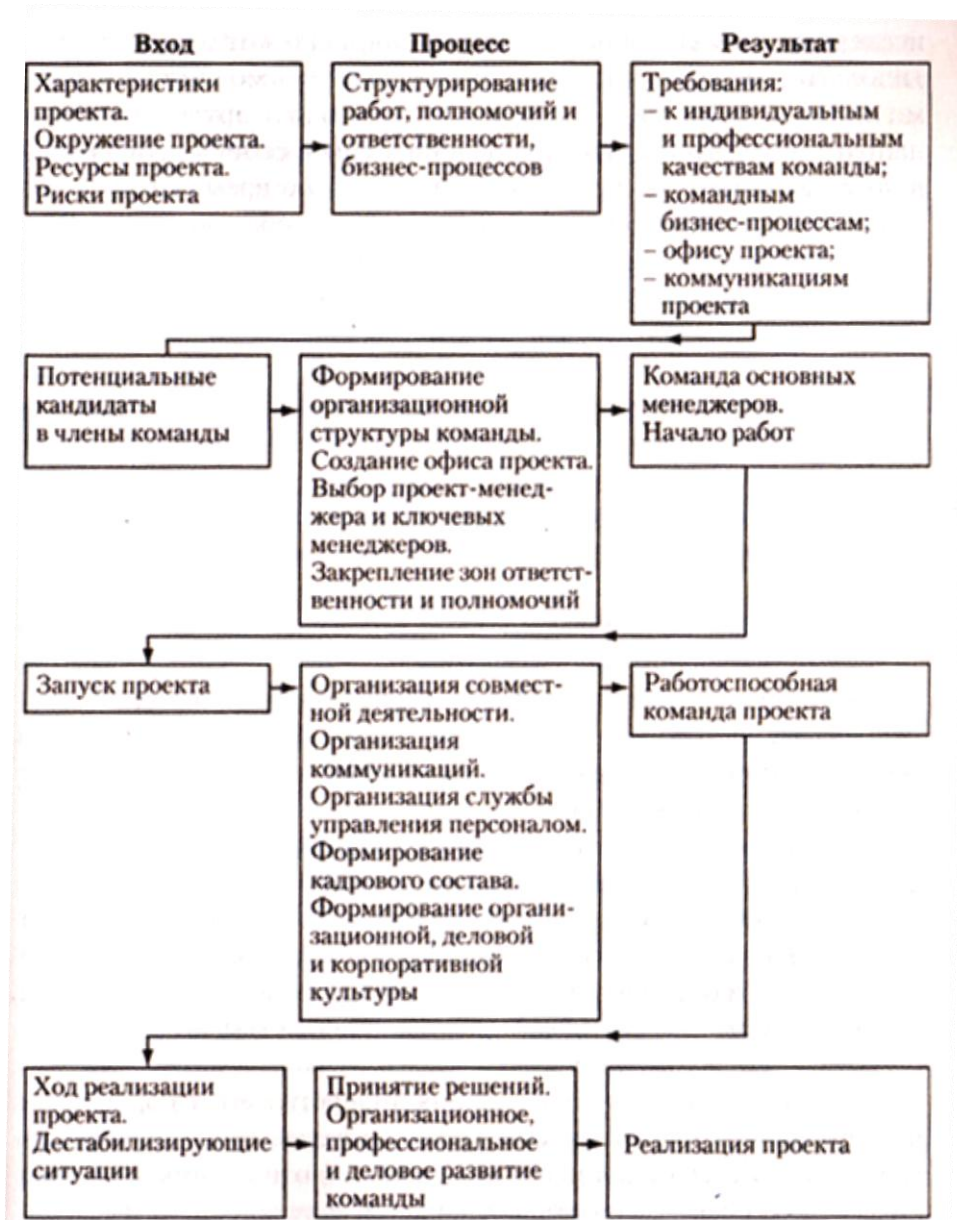 Вход
Процесс
Результат
Характеристики
проекта.
Окружение проекта.
Ресурсы проекта.
Риски проекта
Структурирование
работ, полномочий и
ответственности,
бизнес-процессов
Требования:
– к индивидуальным
и профессиональным
качествам команды;
– командным
бизнес-процессам;
– офису проекта;
– коммуникациям
проекта
Потенциальные
кандидаты
в члены команды
Формирование
организационной
структуры команды.
Создание офиса проекта.
Выбор проект-менед-
жера и ключевых
менеджеров.
Закрепление зон ответст-
венности и полномочий
Команда основных
менеджеров.
Начало работ
Запуск проекта
Организация совмест-
ной деятельности.
Организация
коммуникаций.
Организация службы
управления персоналом.
Формирование
кадрового состава.
Формирование органи-
зационной, деловой
и корпоративной
культуры
Работоспособная
команда проекта
Ход реализации
проекта.
Дестабилизирующие
ситуации
Принятие решений.
Организационное,
профессиональное
и деловое развитие
команды
Реализация проекта